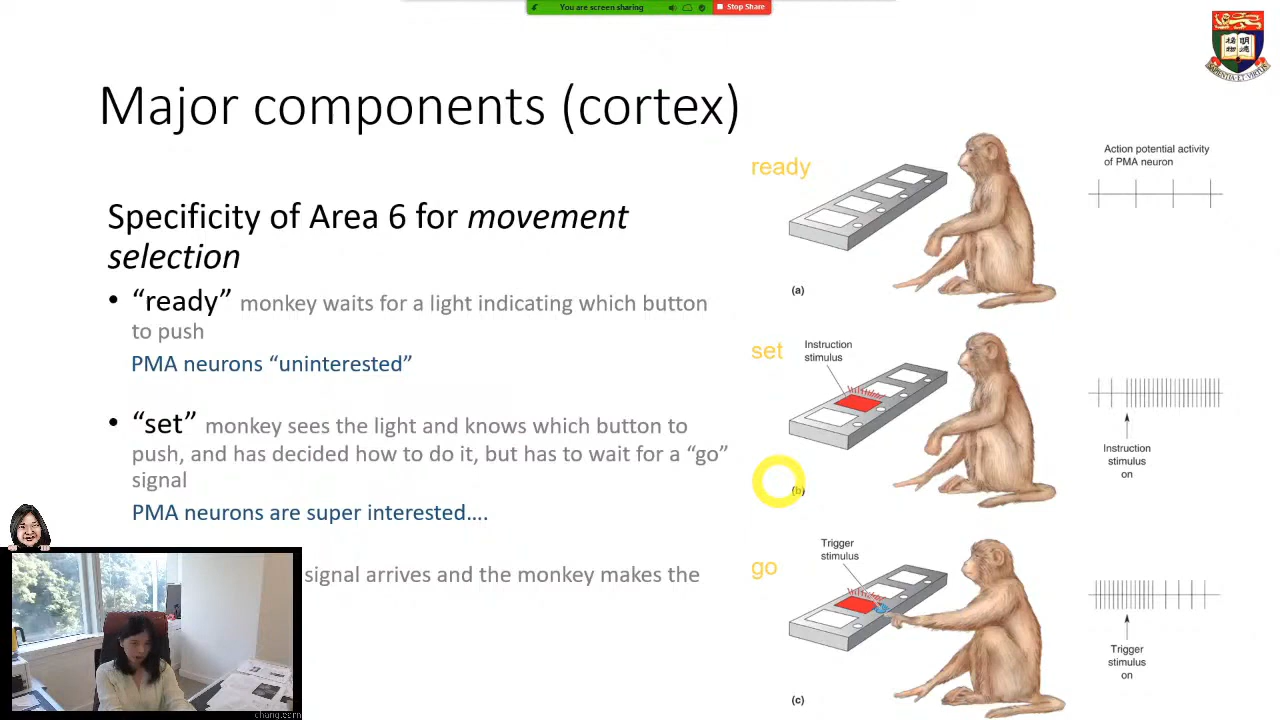 You are screen sharing
Stop Share
Major components (cortex)
Specificity of Area 6 for movement
selection
• “ready” monkey waits for a light indicating which button
to push
PMA neurons “uninterested”
• “set” monkey sees the light and knows which button to
push, and has decided how to do it, but has to wait for a “go”
signal
PMA neurons are super interested….
signal arrives and the monkey makes the
ready
Action potential activity
of PMA neuron
(a)
set
Instruction
stimulus
Instruction
stimulus
on
(b)
go
Trigger
stimulus
Trigger
stimulus
on
(c)